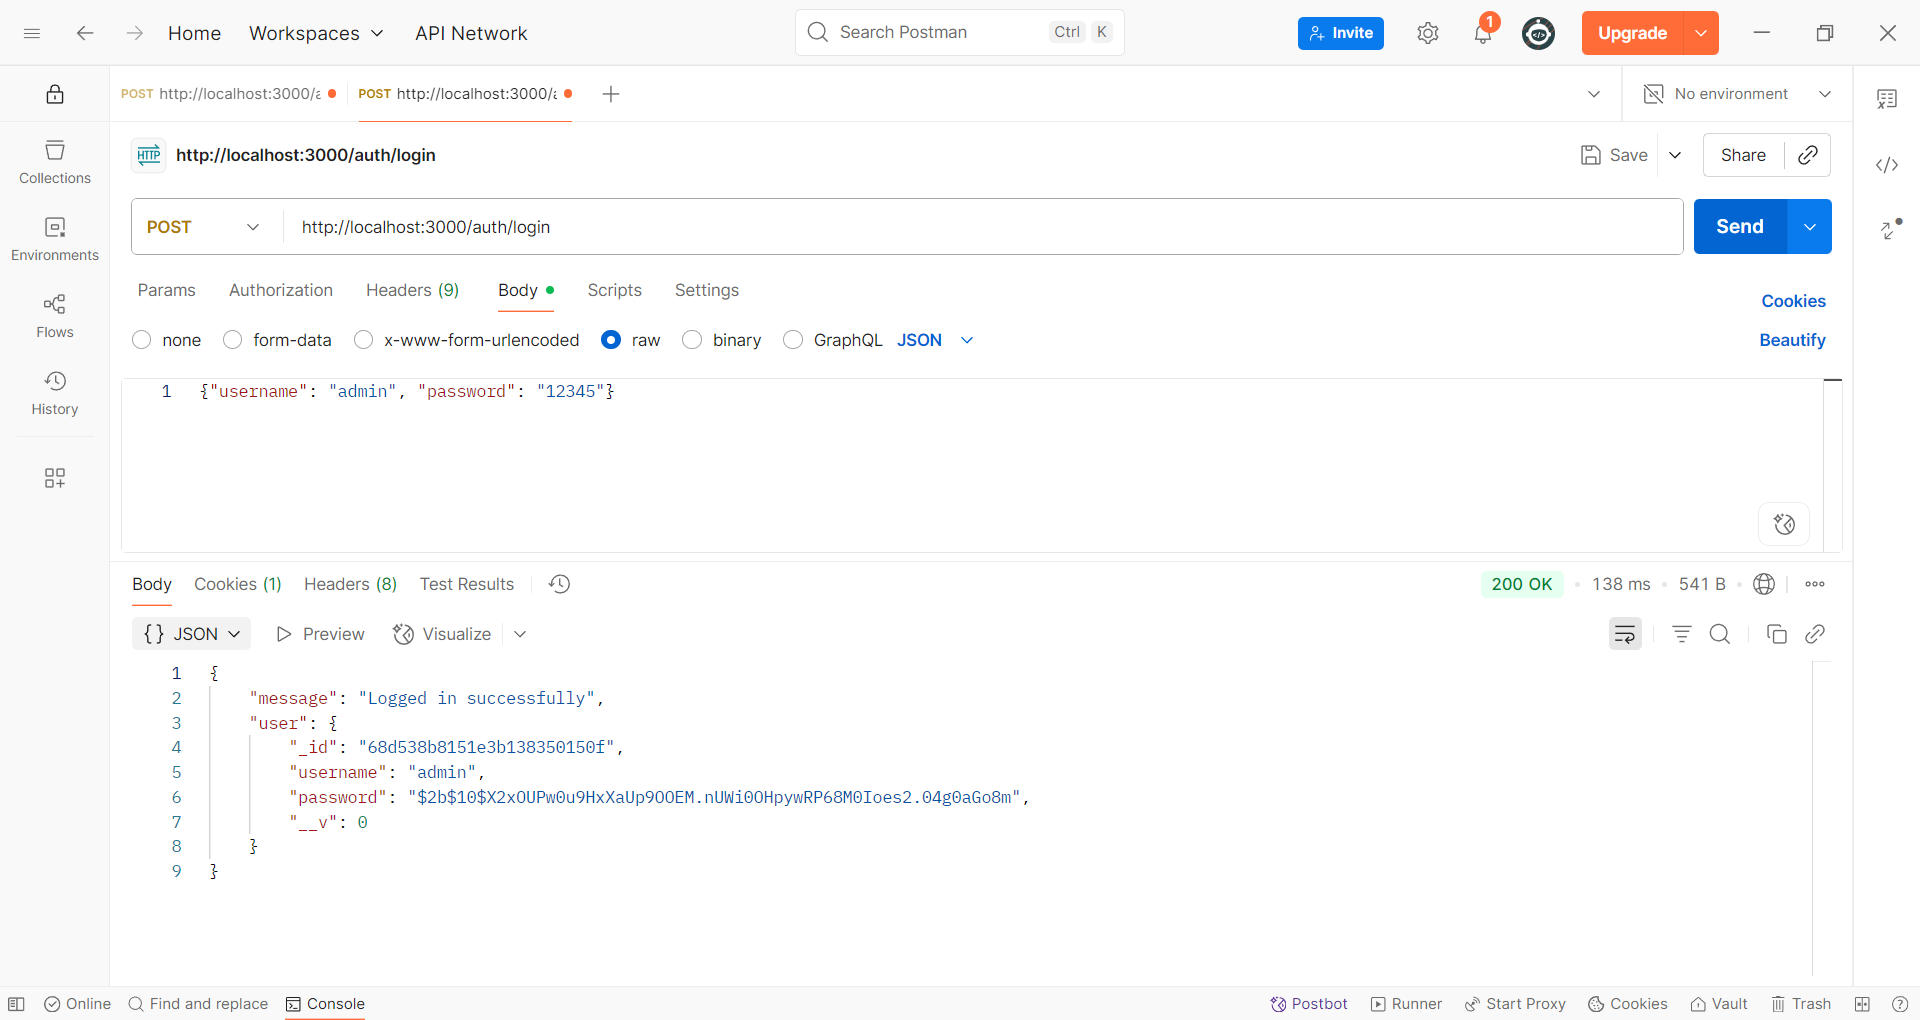 Home Workspaces API Network Search Postman Ctrl K Invite 1 Upgrade
POST http://localhost:3000/a POST http://localhost:3000/a No environment
HTTP http://localhost:3000/auth/login Save Share
Collections
POST http://localhost:3000/auth/login Send
Environments
Params Authorization Headers (9) Body Scripts Settings Cookies
Flows
none form-data x-www-form-urlencoded raw binary GraphQL JSON Beautify
1 {"username": "admin", "password": "12345"}
History
Body Cookies (1) Headers (8) Test Results 200 OK 138 ms 541 B
{} JSON Preview Visualize
1 {
2 "message": "Logged in successfully",
3 "user": {
4 "_id": "68d538b8151e3b138350150f",
5 "username": "admin",
6 "password": "$2b$10$X2xOUPw0u9HxXaUp9OOEM.nUWi0OHpywRP68M0Ioes2.04g0aGo8m",
7 "__v": 0
8 }
9 }
Online Find and replace Console Postbot Runner Start Proxy Cookies Vault Trash